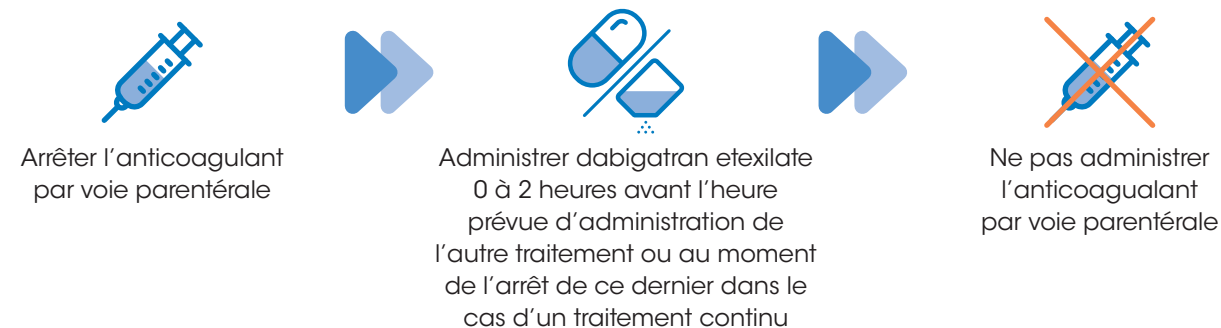 Arrêter l’anticoagulant
par voie parentérale
Administrer dabigatran etexilate
0 à 2 heures avant l’heure
prévue d’administration de
l’autre traitement ou au moment
de l’arrêt de ce dernier dans le
cas d’un traitement continu
Ne pas administrer
l’anticoagualant
par voie parentérale